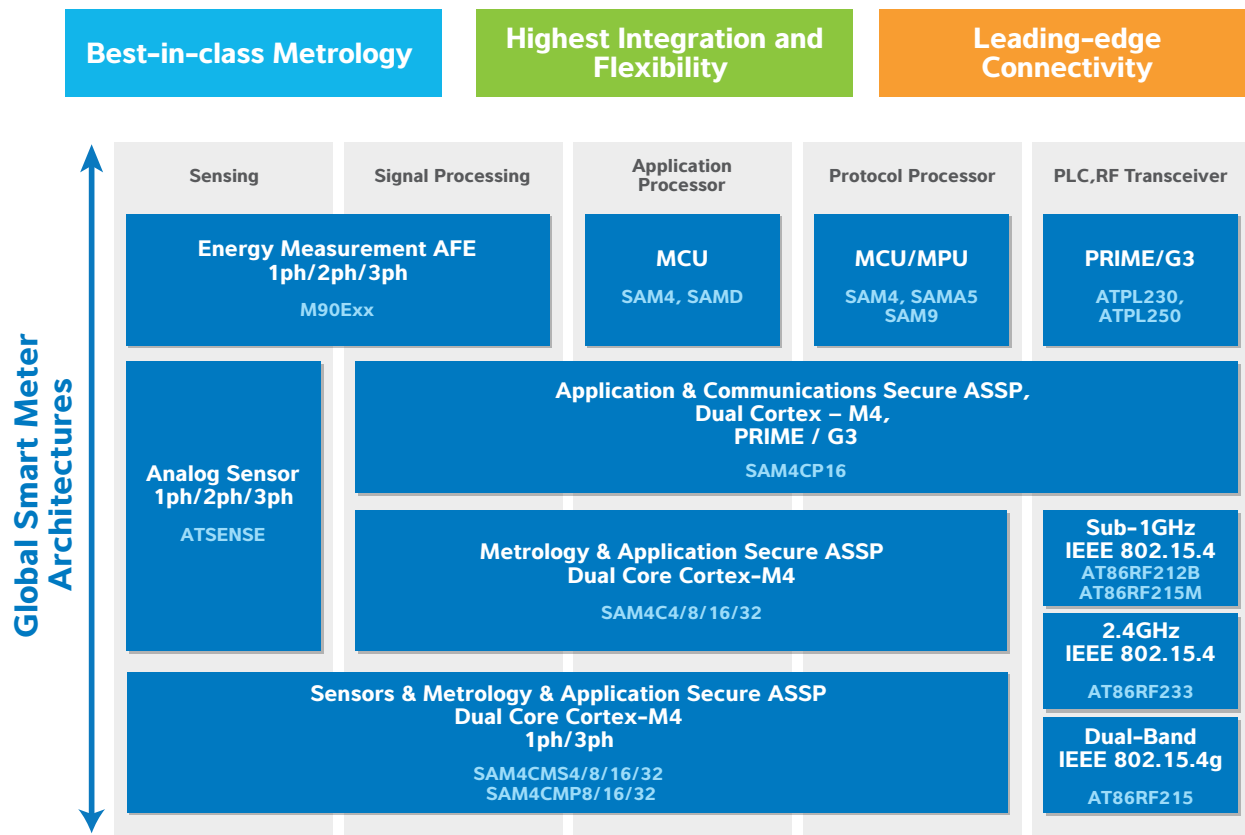 Best-in-class Metrology
Highest Integration and
Flexibility
Leading-edge
Connectivity
Global Smart Meter
Architectures
Sensing
Signal Processing
Application
Processor
Protocol Processor
PLC,RF Transceiver
Energy Measurement AFE
1ph/2ph/3ph
M90Exx
MCU
SAM4, SAMD
MCU/MPU
SAM4, SAMA5
SAM9
PRIME/G3
ATPL230,
ATPL250
Analog Sensor
1ph/2ph/3ph
ATSENSE
Application & Communications Secure ASSP,
Dual Cortex – M4,
PRIME / G3
SAM4CP16
Metrology & Application Secure ASSP
Dual Core Cortex-M4
SAM4C4/8/16/32
Sub-1GHz
IEEE 802.15.4
AT86RF212B
AT86RF215M
2.4GHz
IEEE 802.15.4
AT86RF233
Sensors & Metrology & Application Secure ASSP
Dual Core Cortex-M4
1ph/3ph
SAM4CMS4/8/16/32
SAM4CMP8/16/32
Dual-Band
IEEE 802.15.4g
AT86RF215